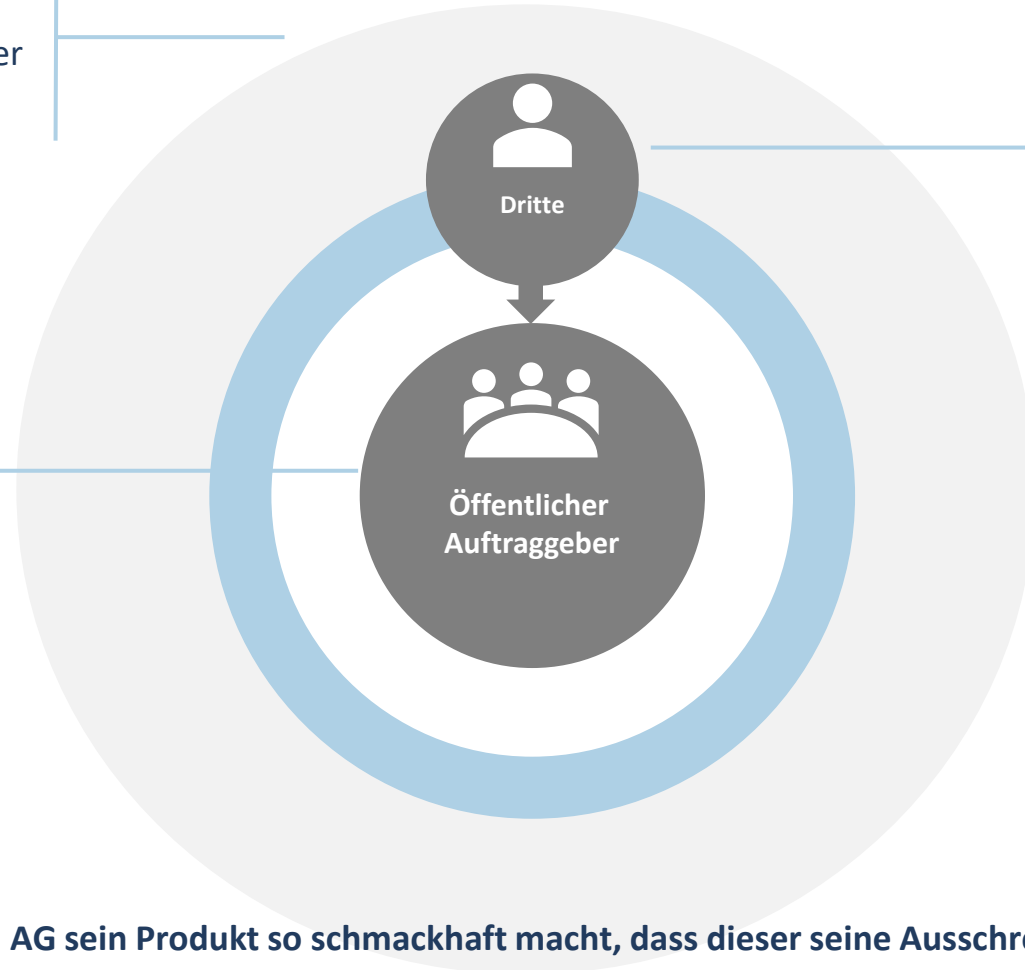 er
Dritte
Öffentlicher
Auftraggeber
AG sein Produkt so schmackhaft macht, dass dieser seine Ausschre